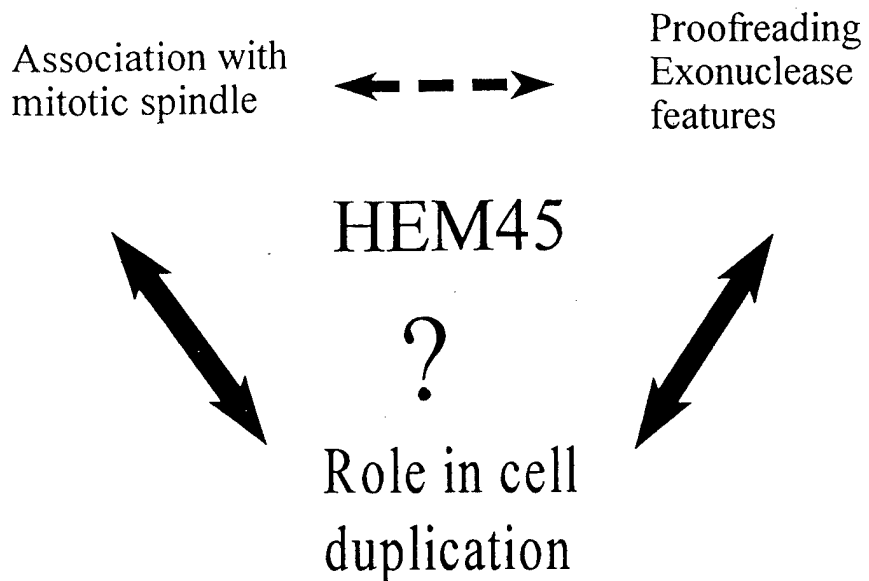 Association with
mitotic spindle
Proofreading
Exonuclease
features
HEM45
?
Role in cell
duplication